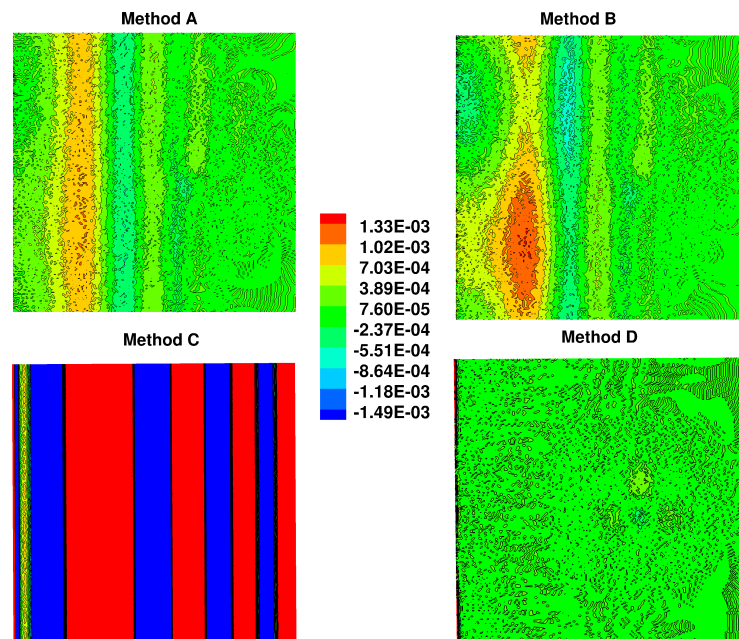 Method A
Method B
1.33E-03
1.02E-03
7.03E-04
3.89E-04
7.60E-05
-2.37E-04
-5.51E-04
-8.64E-04
-1.18E-03
-1.49E-03
Method C
Method D